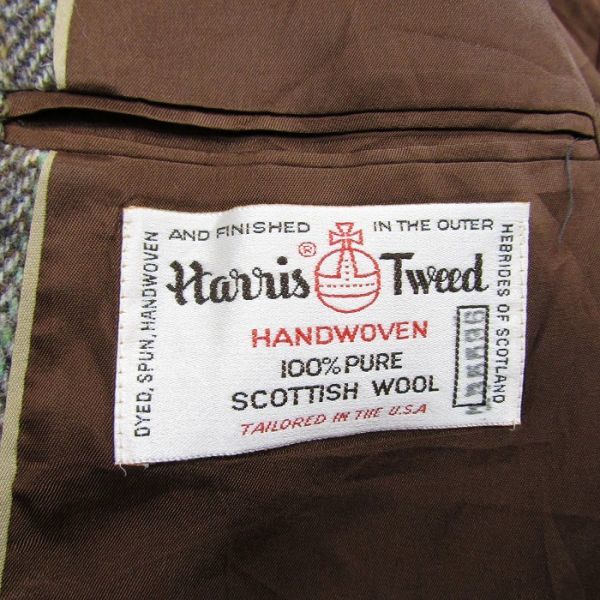 DYED, SPUN, HANDWOVEN
AND FINISHED IN THE OUTER
HEBRIDES OF SCOTLAND
Harris® Tweed
HANDWOVEN
100% PURE
SCOTTISH WOOL
TAILORED IN THE U.S.A